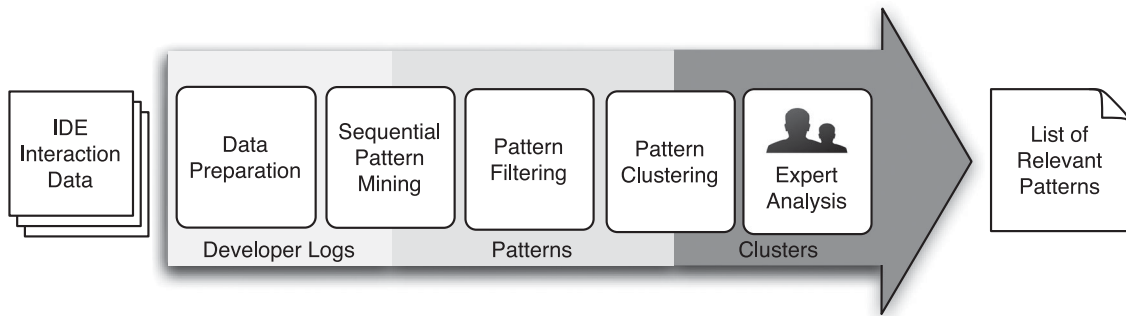 IDE
Interaction
Data
Data
Preparation
Sequential
Pattern
Mining
Pattern
Filtering
Pattern
Clustering
Expert
Analysis
Developer Logs
Patterns
Clusters
List of
Relevant
Patterns